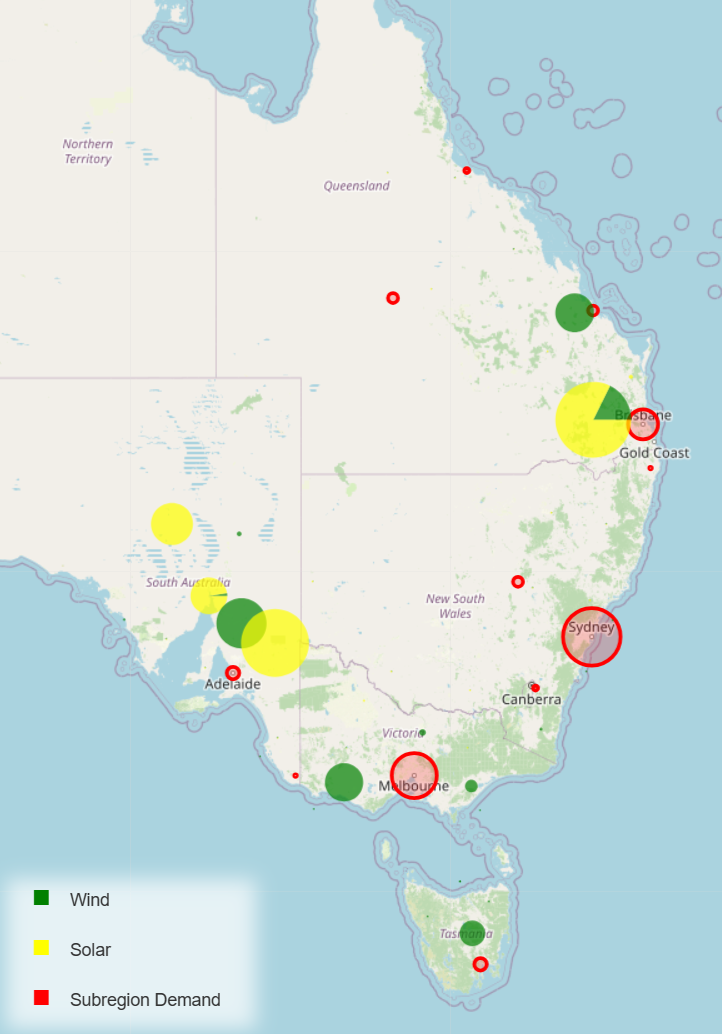 Northern
Territory
Queensland
Brisbane
Gold Coast
South Australia
New South
Wales
Sydney
Adelaide
Canberra
Victoria
Melbourne
Tasmania
Wind
Solar
Subregion Demand